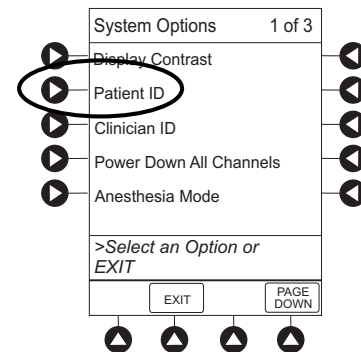 System Options 1 of 3
Display Contrast
Patient ID
Clinician ID
Power Down All Channels
Anesthesia Mode
>Select an Option or
EXIT
EXIT
PAGE
DOWN